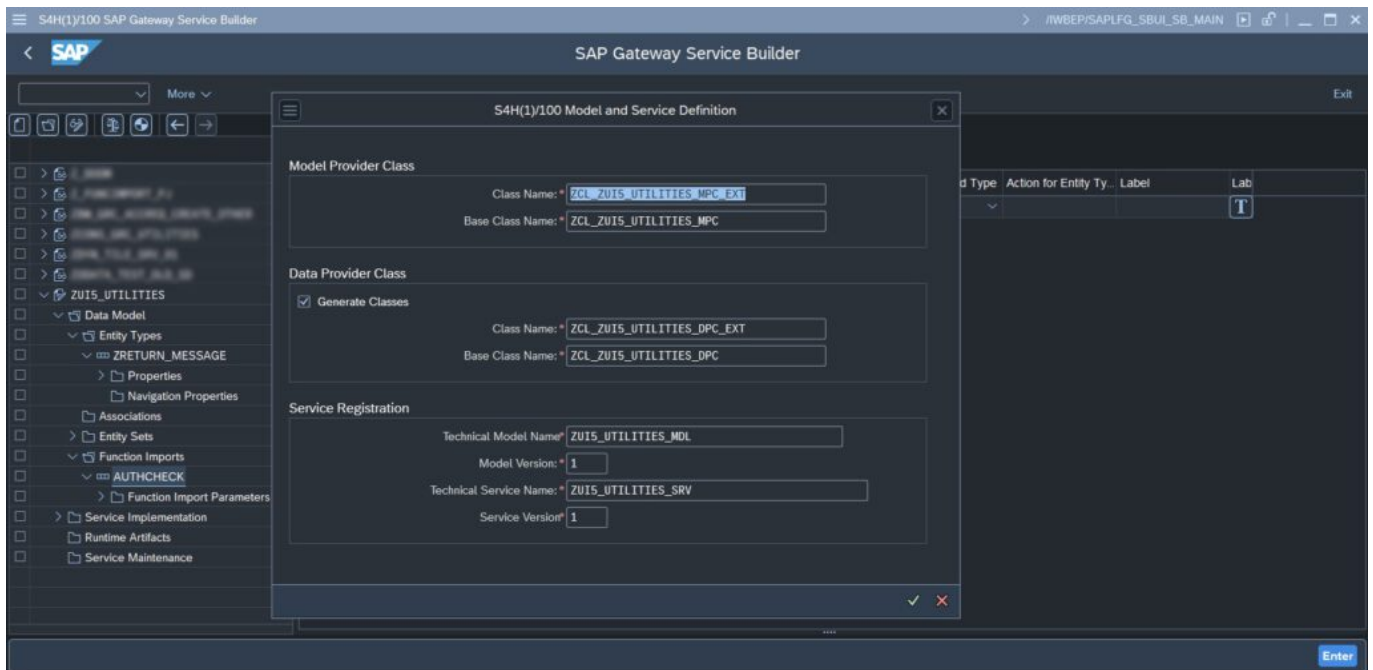 S4H(1)/100 SAP Gateway Service Builder
/IWBEP/SAPLFG_SBUI_SB_MAIN
SAP
SAP Gateway Service Builder
More
Exit
S4H(1)/100 Model and Service Definition
Model Provider Class
Class Name:* ZCL_ZUI5_UTILITIES_MPC_EXT
Base Class Name:* ZCL_ZUI5_UTILITIES_MPC
d Type Action for Entity Ty... Label Lab
T
Data Provider Class
Generate Classes
Class Name:* ZCL_ZUI5_UTILITIES_DPC_EXT
Base Class Name:* ZCL_ZUI5_UTILITIES_DPC
Service Registration
Technical Model Name* ZUI5_UTILITIES_MDL
Model Version:* 1
Technical Service Name:* ZUI5_UTILITIES_SRV
Service Version* 1
ZUI5_UTILITIES
Data Model
Entity Types
ZRETURN_MESSAGE
Properties
Navigation Properties
Associations
Entity Sets
Function Imports
AUTHCHECK
Function Import Parameters
Service Implementation
Runtime Artifacts
Service Maintenance
Enter